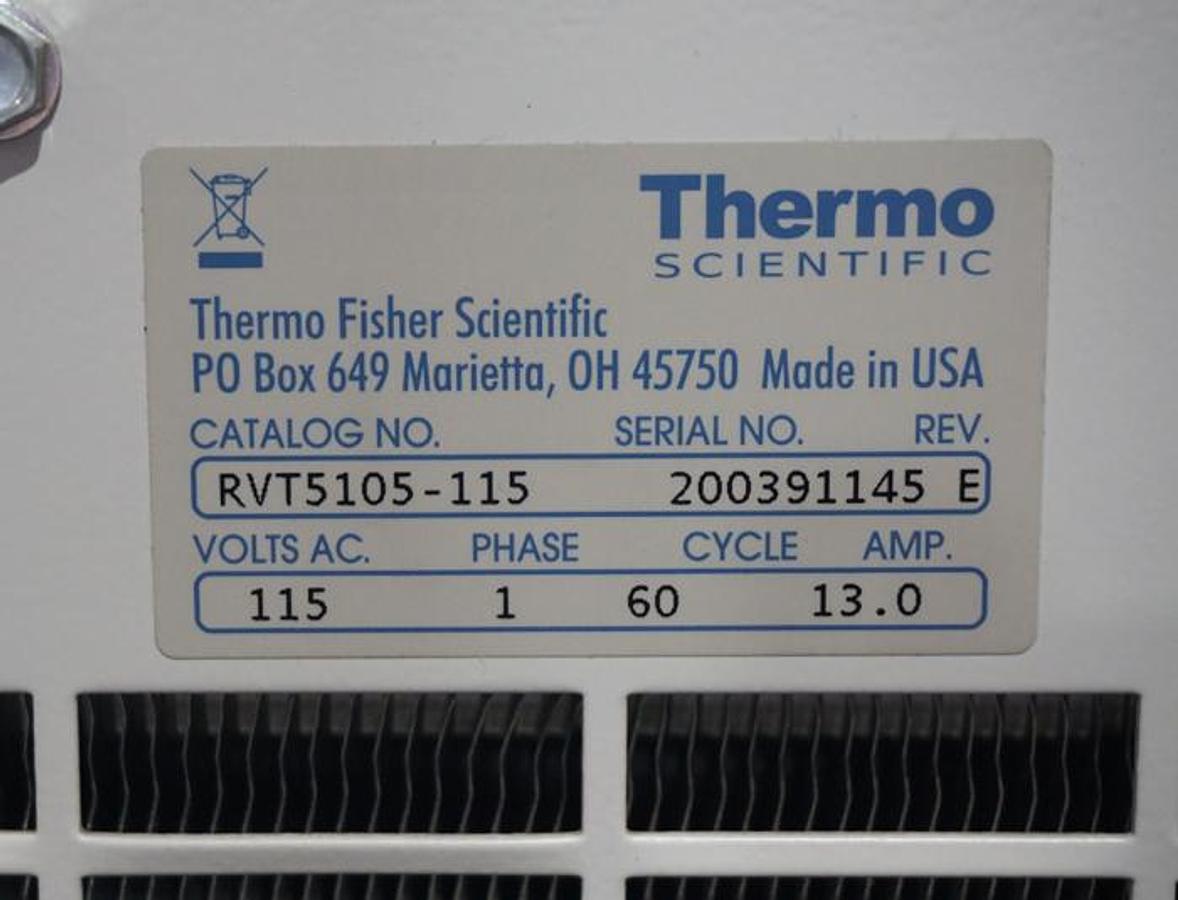 Thermo
SCIENTIFIC
Thermo Fisher Scientific
PO Box 649 Marietta, OH 45750 Made in USA
CATALOG NO. SERIAL NO. REV.
RVT5105-115 200391145 E
VOLTS AC. PHASE CYCLE AMP.
115 1 60 13.0